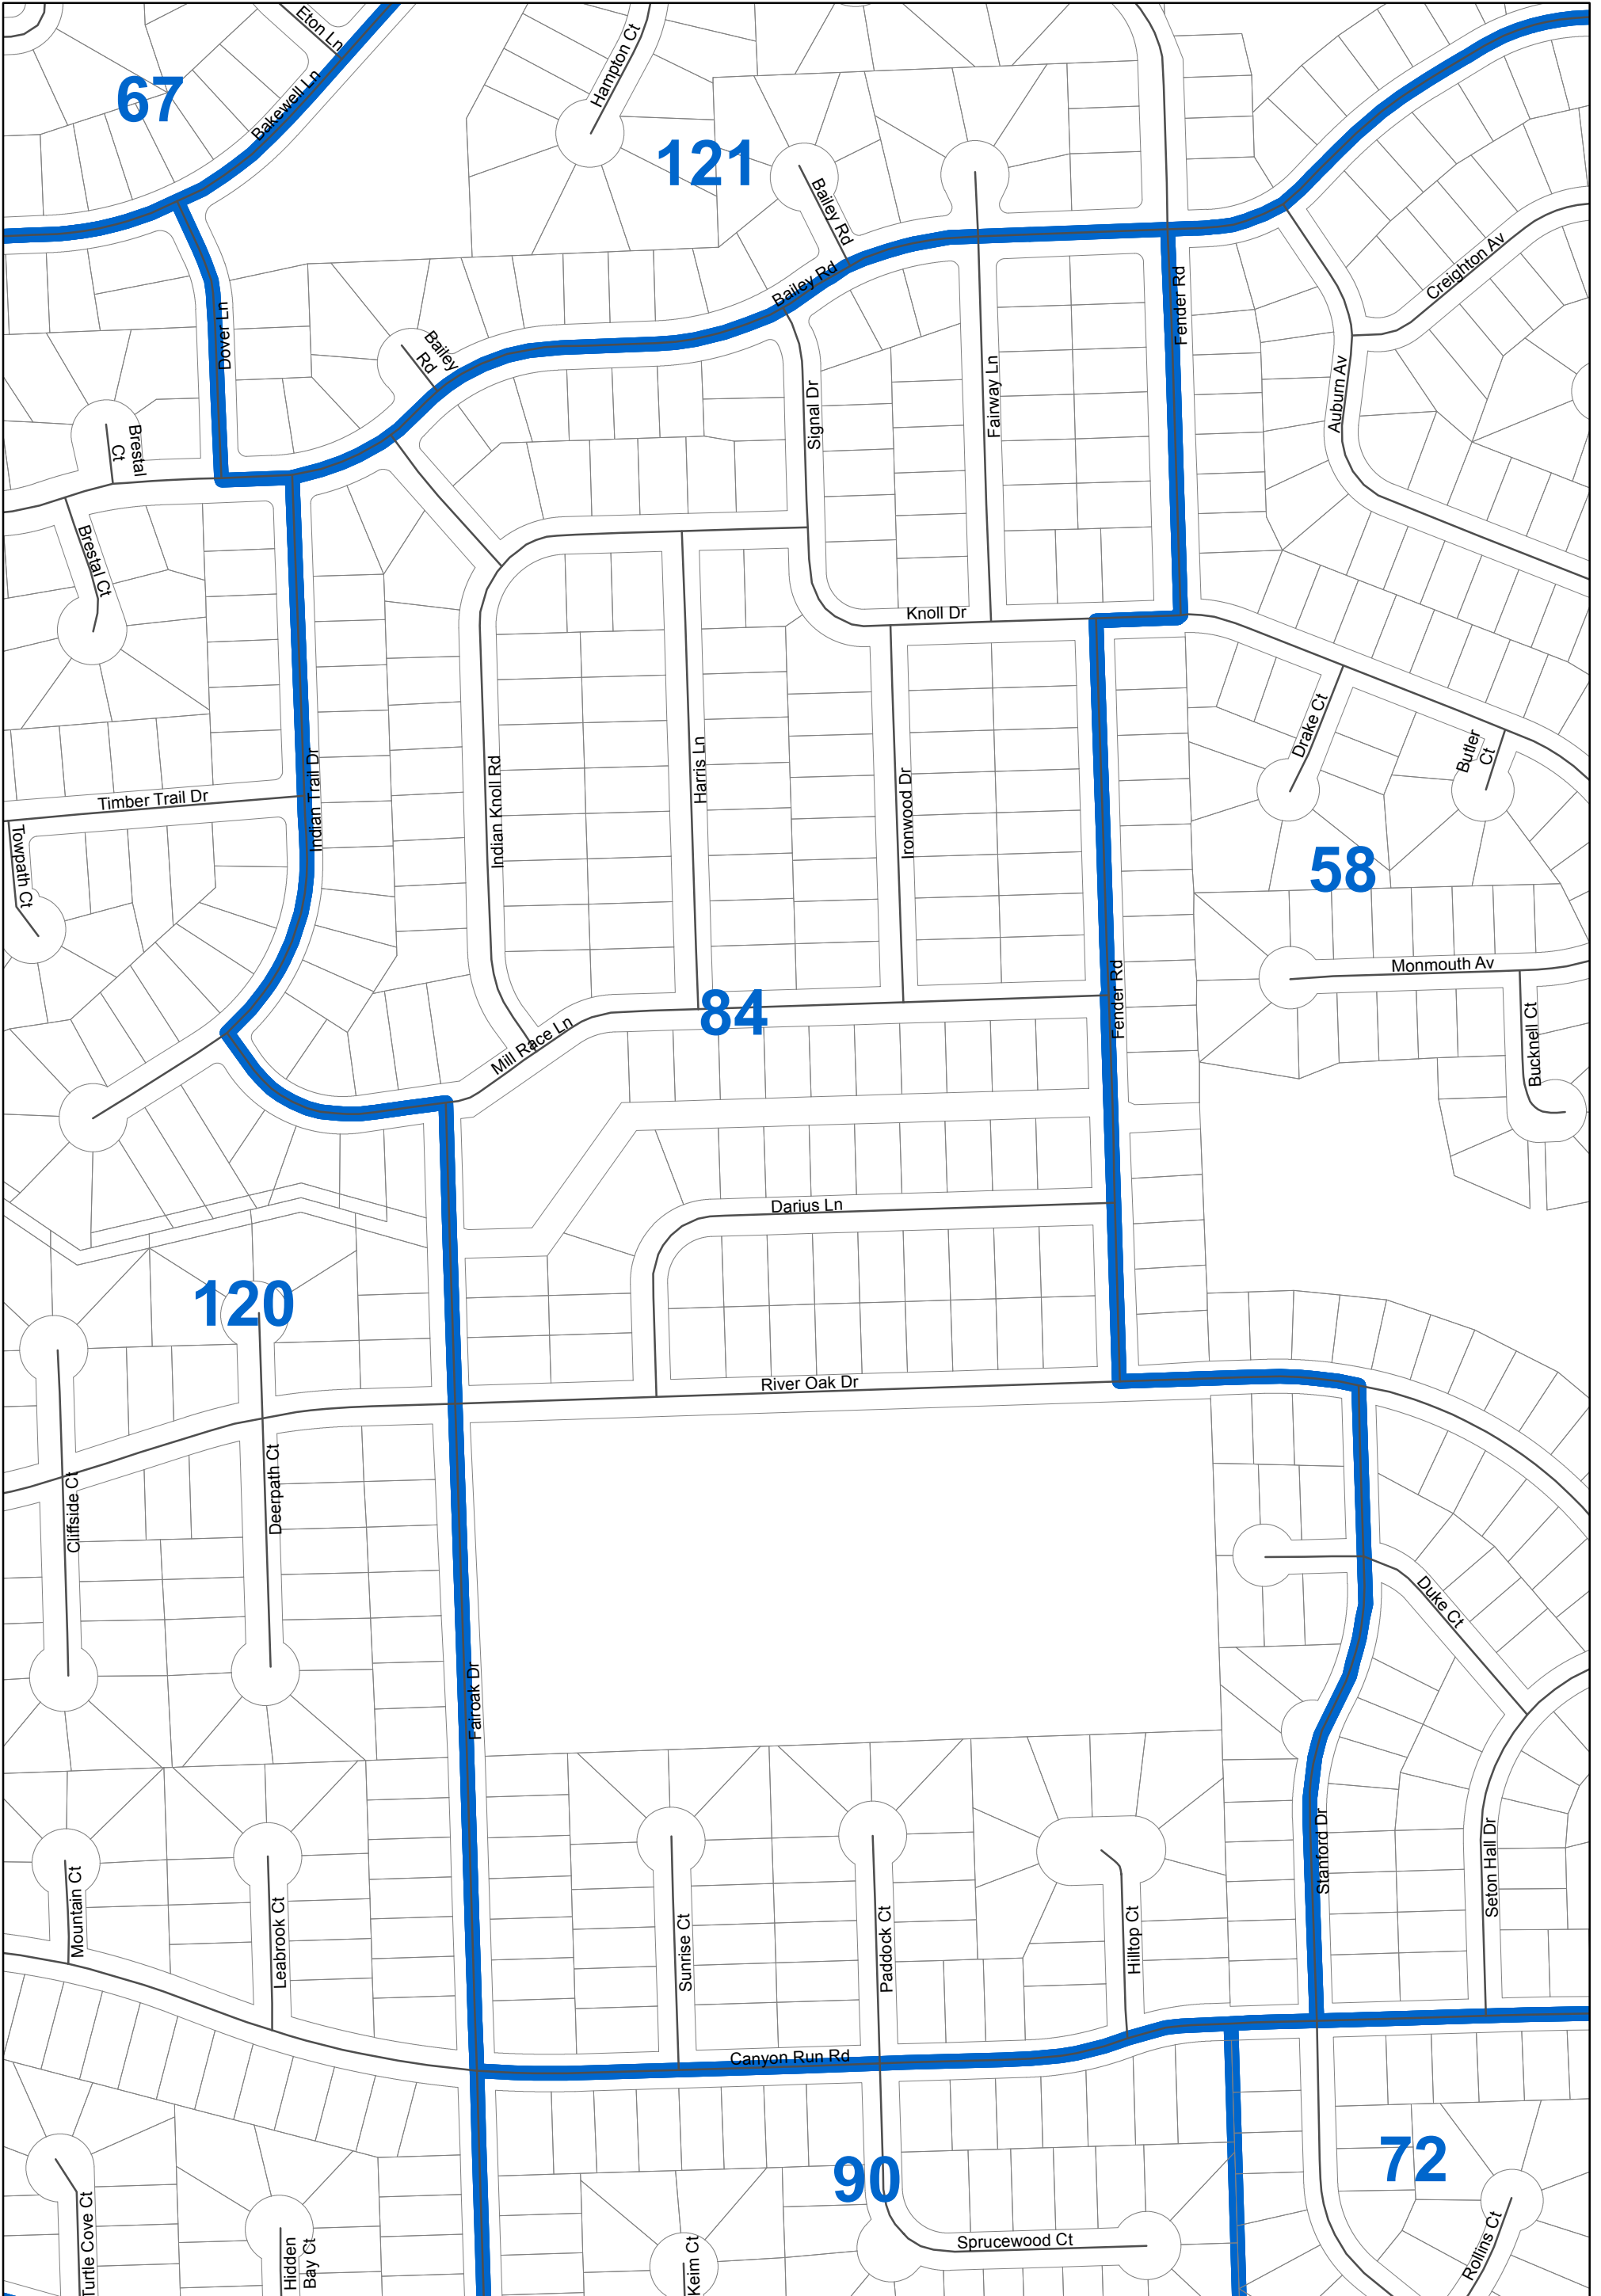 Eton Ln
Hampton Ct
67
Bakewell Ln
121
Bailey Rd
Bailey Rd
Fender Rd
Creighton Av
Dover Ln
Bailey
Rd
Fairway Ln
Auburn Av
Signal Dr
Brestal
Ct
Brestal Ct
Knoll Dr
Drake Ct
Butler
Ct
Indian Trail Dr
Timber Trail Dr
Harris Ln
Indian Knoll Rd
Ironwood Dr
Towpath Ct
58
Monmouth Av
84
Fender Rd
Mill Race Ln
Bucknell Ct
Darius Ln
120
River Oak Dr
Cliffside Ct
Deerpath Ct
Duke Ct
Fairoak Dr
Stanford Dr
Seton Hall Dr
Mountain Ct
Leabrook Ct
Sunrise Ct
Paddock Ct
Hilltop Ct
Canyon Run Rd
90
72
Turtle Cove Ct
Hidden
Bay Ct
Keim Ct
Sprucewood Ct
Rollins Ct